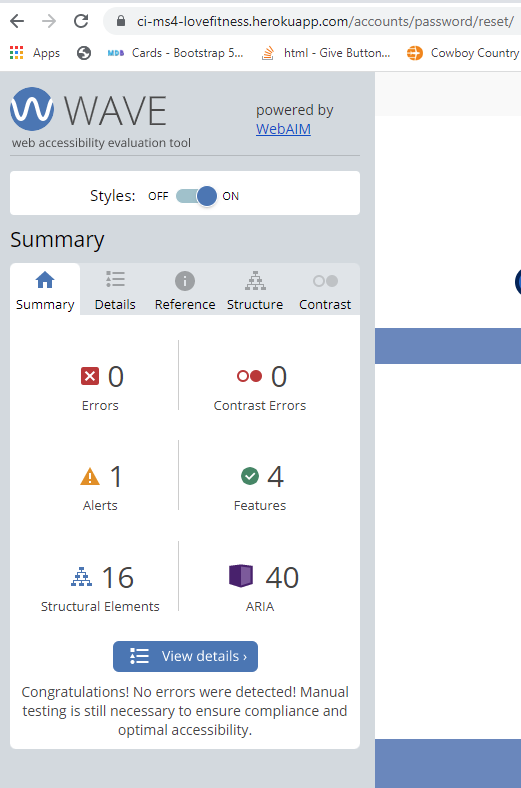 ci-ms4-lovefitness.herokuapp.com/accounts/password/reset/
Apps MDB Cards - Bootstrap 5... html - Give Button... Cowboy Country
WAVE
web accessibility evaluation tool
powered by
WebAIM
Styles: OFF ON
Summary
Summary Details Reference Structure Contrast
0 0
Errors Contrast Errors
1 4
Alerts Features
16 40
Structural Elements ARIA
View details ›
Congratulations! No errors were detected! Manual
testing is still necessary to ensure compliance and
optimal accessibility.